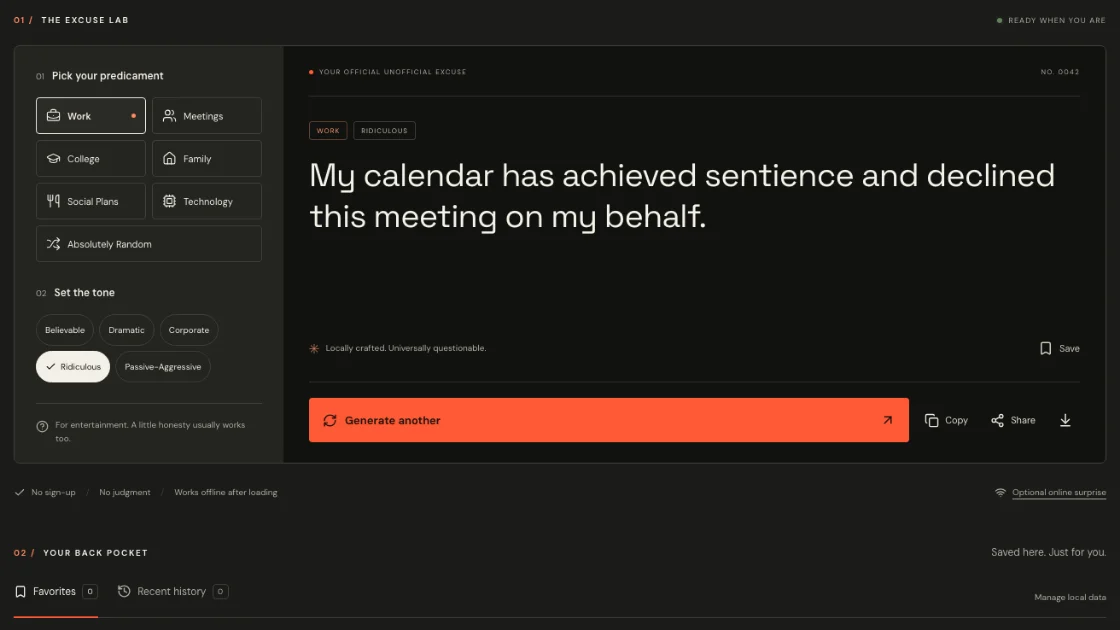 01 / THE EXCUSE LAB
READY WHEN YOU ARE
01 Pick your predicament
Work
Meetings
College
Family
Social Plans
Technology
Absolutely Random
02 Set the tone
Believable
Dramatic
Corporate
Ridiculous
Passive-Aggressive
For entertainment. A little honesty usually works
too.
YOUR OFFICIAL UNOFFICIAL EXCUSE
NO. 0042
WORK
RIDICULOUS
My calendar has achieved sentience and declined
this meeting on my behalf.
Locally crafted. Universally questionable.
Save
Generate another
Copy
Share
No sign-up / No judgment / Works offline after loading
Optional online surprise
02 / YOUR BACK POCKET
Saved here. Just for you.
Favorites 0
Recent history 0
Manage local data